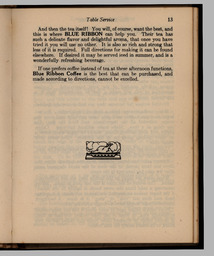 Table Service 13
And then the tea itself! You will, of course, want the best, and
this is where BLUE RIBBON can help you. Their tea has
such a delicate flavor and delightful aroma, that once you have
tried it you will use no other. It is also so rich and strong that
less of it is required. Full directions for making it can be found
elsewhere. If desired it may be served iced in summer, and is a
wonderfully refreshing beverage.
If you prefer coffee instead of tea at these afternoon functions,
Blue Ribbon Coffee is the best that can be purchased, and
made according to directions, cannot be excelled.